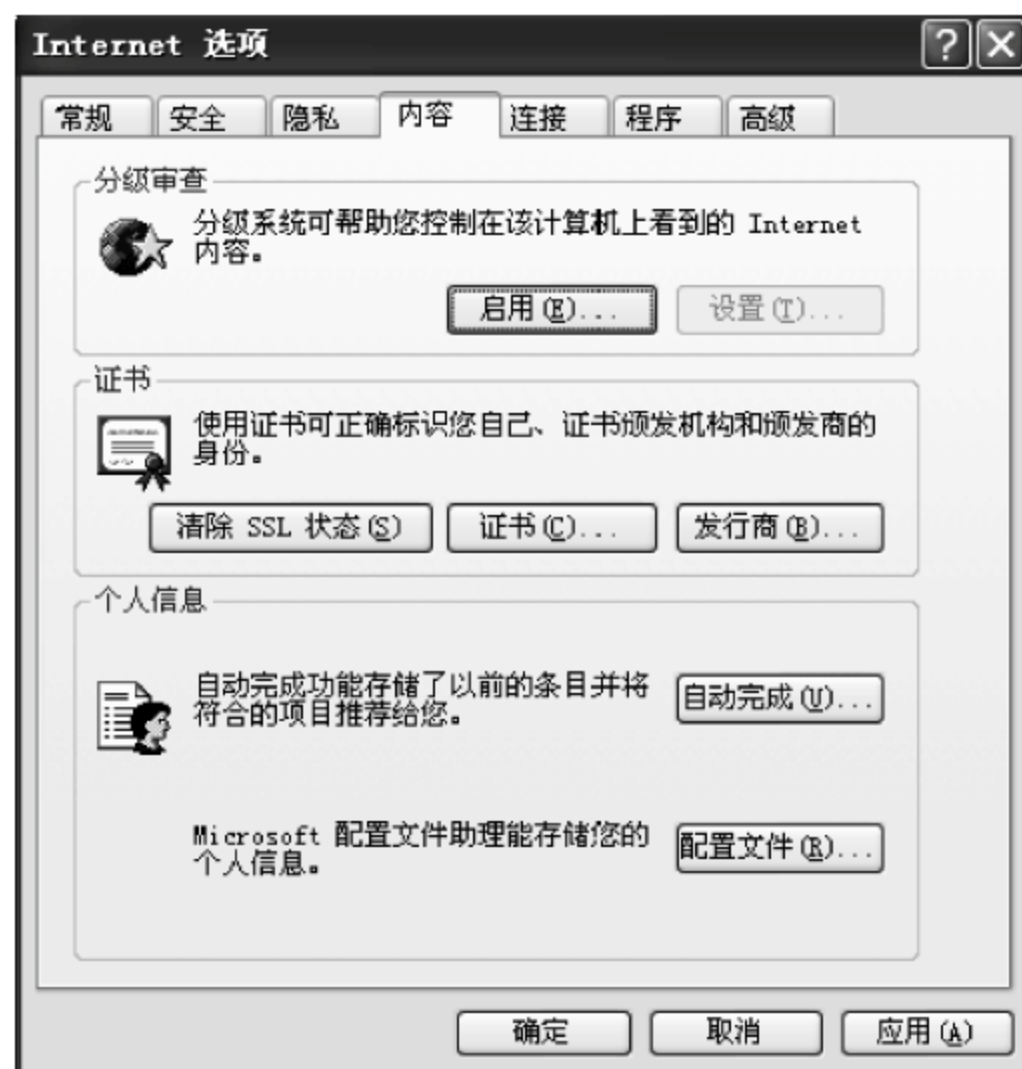 Internet 选项
常规 安全 隐私 内容 连接 程序 高级
分级审查
分级系统可帮助您控制在该计算机上看到的 Internet
内容。
启用(E)... 设置(T)...
证书
使用证书可正确标识您自己、证书颁发机构和颁发商的
身份。
清除 SSL 状态(S) 证书(C)... 发行商(B)...
个人信息
自动完成功能存储了以前的条目并将
符合的项目推荐给您。
自动完成(U)...
Microsoft 配置文件助理能存储您的
个人信息。
配置文件(R)...
确定 取消 应用(A)